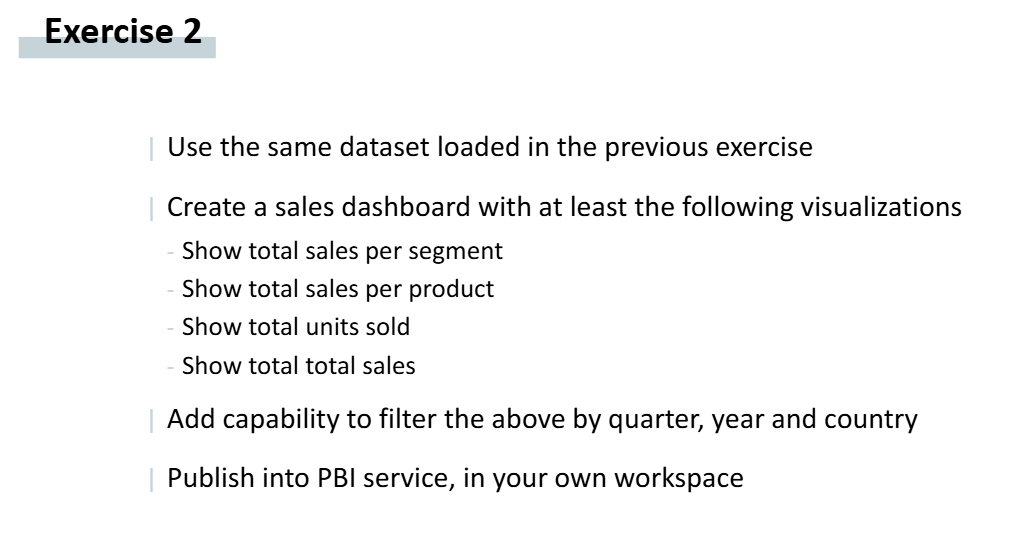 Exercise 2
Use the same dataset loaded in the previous exercise
Create a sales dashboard with at least the following visualizations
- Show total sales per segment
- Show total sales per product
- Show total units sold
- Show total total sales
Add capability to filter the above by quarter, year and country
Publish into PBI service, in your own workspace